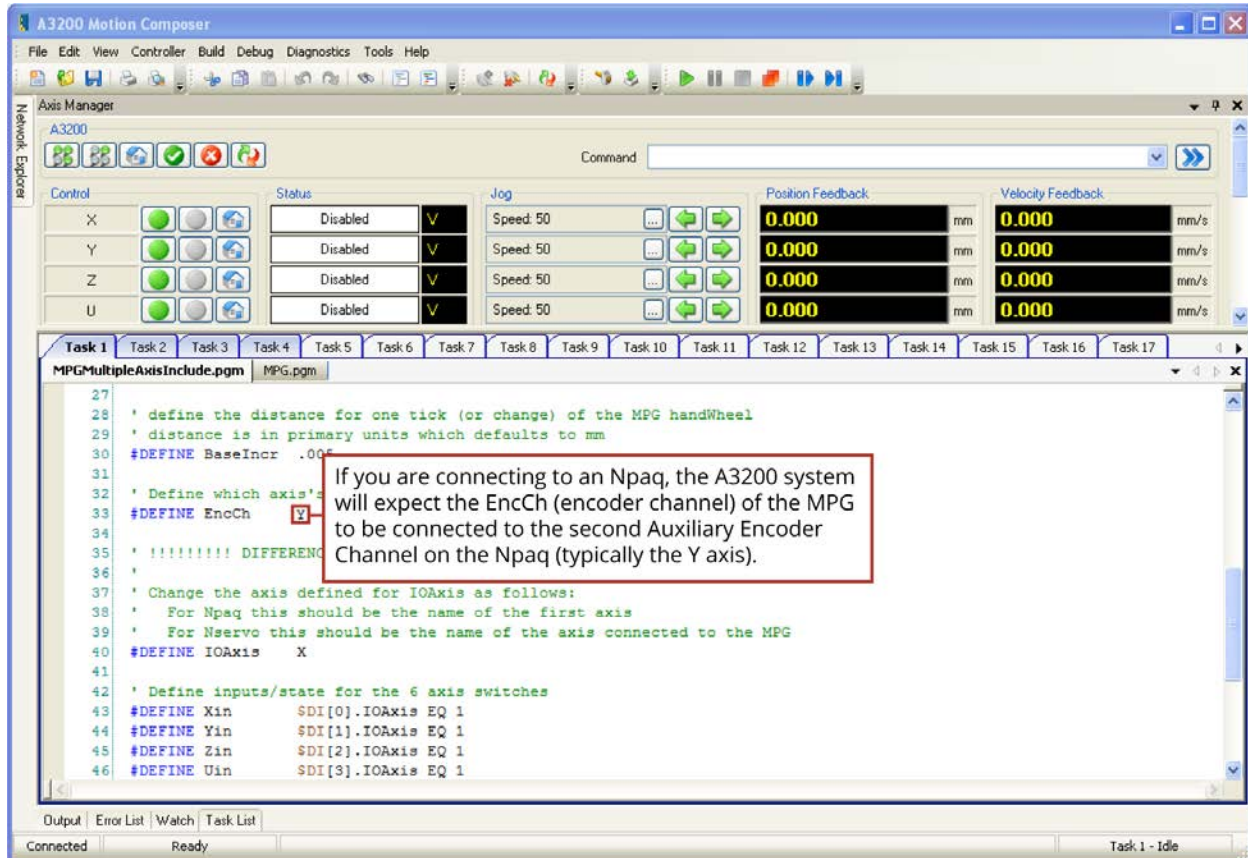 A3200 Motion Composer
File Edit View Controller Build Debug Diagnostics Tools Help
Network Explorer
Axis Manager
A3200
Command
Control Status Jog Position Feedback Velocity Feedback
X Disabled V Speed: 50 ... 0.000 mm 0.000 mm/s
Y Disabled V Speed: 50 ... 0.000 mm 0.000 mm/s
Z Disabled V Speed: 50 ... 0.000 mm 0.000 mm/s
U Disabled V Speed: 50 ... 0.000 mm 0.000 mm/s
Task 1 Task 2 Task 3 Task 4 Task 5 Task 6 Task 7 Task 8 Task 9 Task 10 Task 11 Task 12 Task 13 Task 14 Task 15 Task 16 Task 17
MPGMultipleAxisInclude.pgm MPG.pgm
27
28 ' define the distance for one tick (or change) of the MPG handWheel
29 ' distance is in primary units which defaults to mm
30 #DEFINE BaseIncr .005
31
32 ' Define which axis's
33 #DEFINE EncCh Y
34
35 ' !!!!!!!!! DIFFERENC
36 '
If you are connecting to an Npaq, the A3200 system
will expect the EncCh (encoder channel) of the MPG
to be connected to the second Auxiliary Encoder
Channel on the Npaq (typically the Y axis).
37 ' Change the axis defined for IOAxis as follows:
38 ' For Npaq this should be the name of the first axis
39 ' For Nservo this should be the name of the axis connected to the MPG
40 #DEFINE IOAxis X
41
42 ' Define inputs/state for the 6 axis switches
43 #DEFINE Xin $DI[0].IOAxis EQ 1
44 #DEFINE Yin $DI[1].IOAxis EQ 1
45 #DEFINE Zin $DI[2].IOAxis EQ 1
46 #DEFINE Uin $DI[3].IOAxis EQ 1
Output Error List Watch Task List
Connected Ready Task 1 - Idle